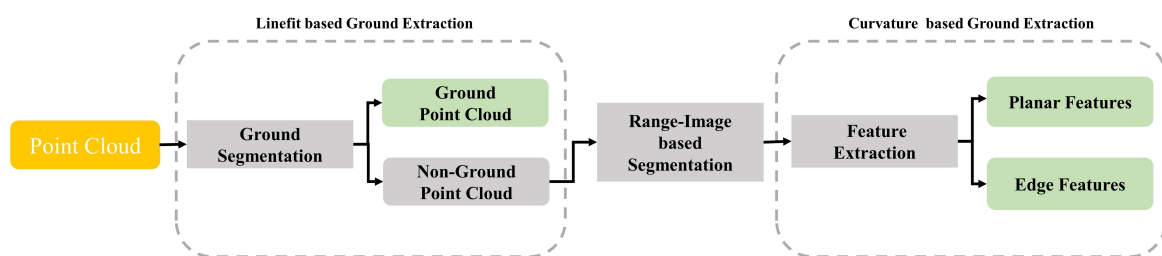 Linefit based Ground Extraction
Curvature based Ground Extraction
Point Cloud
Ground
Segmentation
Ground
Point Cloud
Non-Ground
Point Cloud
Range-Image
based
Segmentation
Feature
Extraction
Planar Features
Edge Features